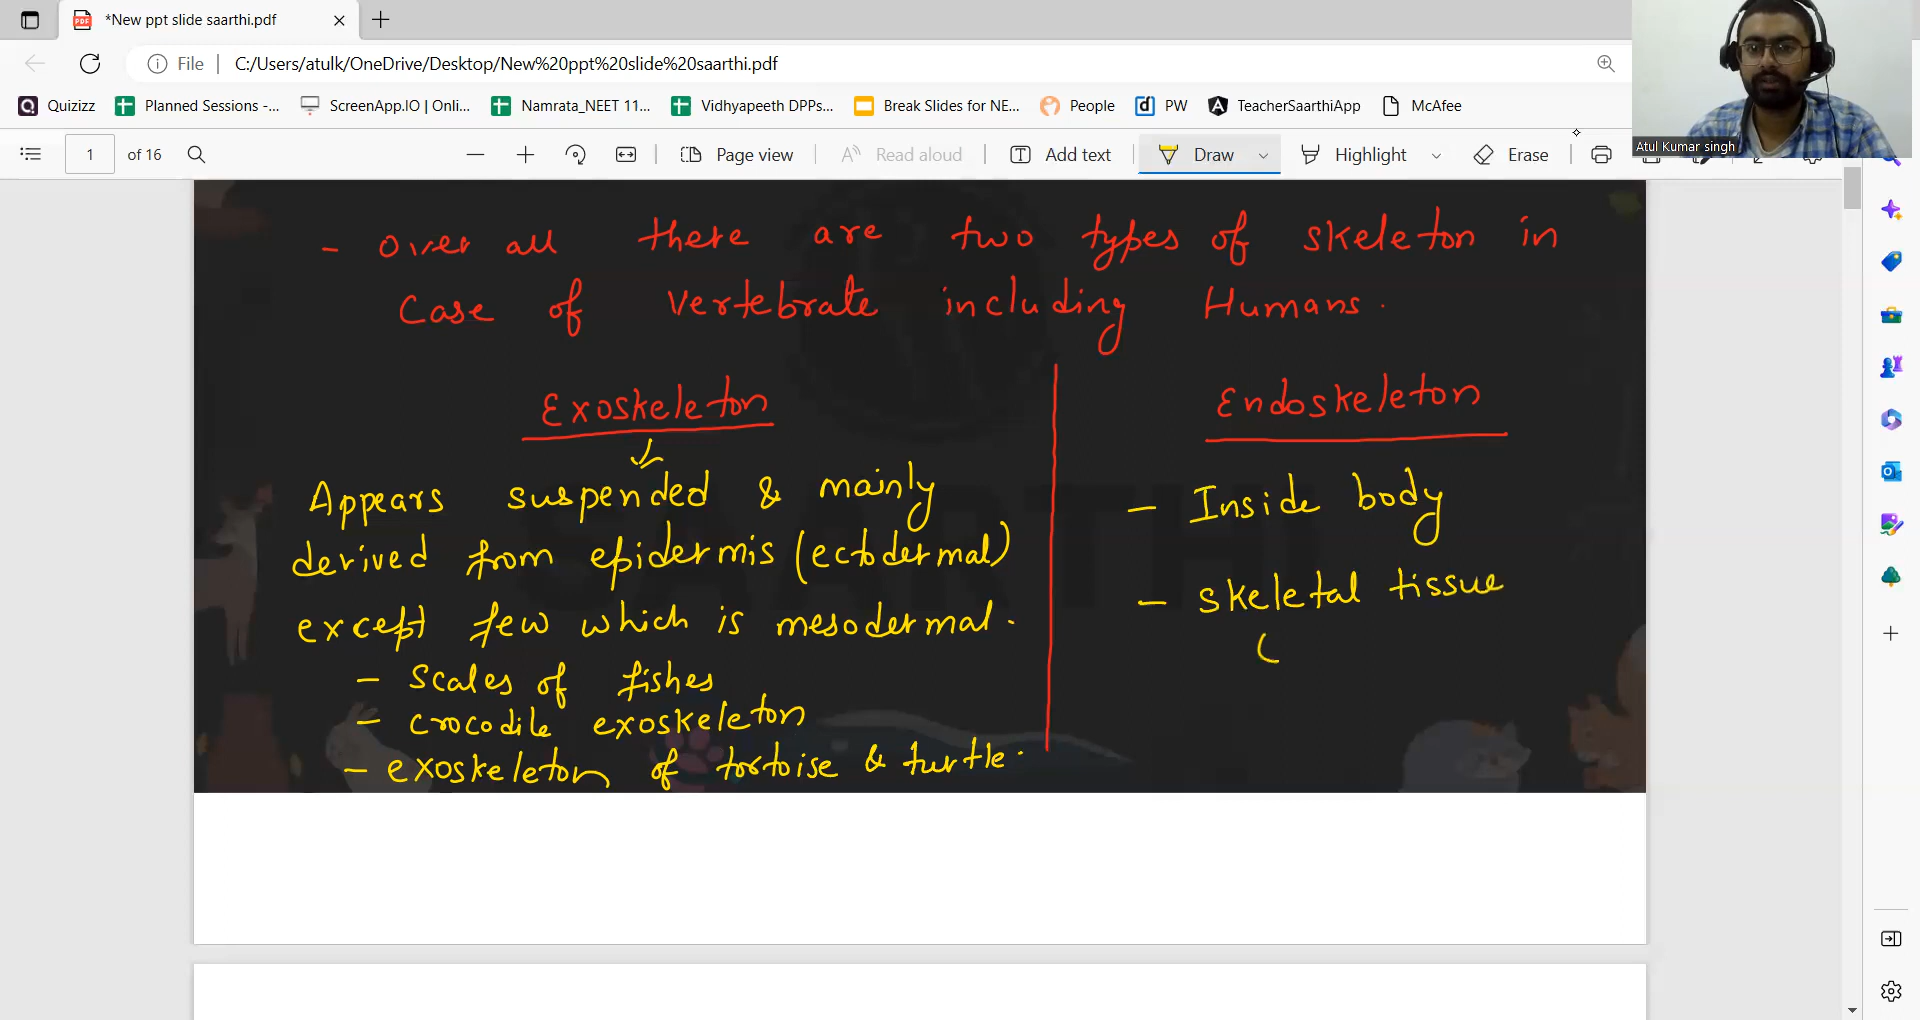 *New ppt slide saarthi.pdf
File
C:/Users/atulk/OneDrive/Desktop/New%20ppt%20slide%20saarthi.pdf
Quizizz
Planned Sessions -...
ScreenApp.IO | Onli...
Namrata_NEET 11...
Vidhyapeeth DPPs...
Break Slides for NE...
People
PW
TeacherSaarthiApp
McAfee
Atul Kumar singh
1 of 16
Page view
Read aloud
Add text
Draw
Highlight
Erase
- Over all there are two types of skeleton in
Case of Vertebrate including Humans.
Exoskeleton
Appears suspended & mainly
derived from epidermis (ectodermal)
except few which is mesodermal.
- Scales of fishes
- crocodile exoskeleton
- exoskeleton of tortoise & turtle.
Endoskeleton
- Inside body
- skeletal tissue
(
SAARTHI